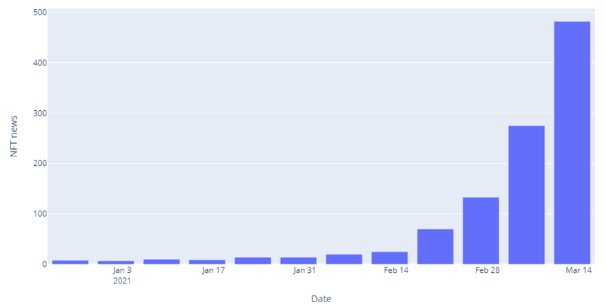 500
400
300
200
100
0
NFT news
Jan 3
2021
Jan 17
Jan 31
Feb 14
Feb 28
Mar 14
Date